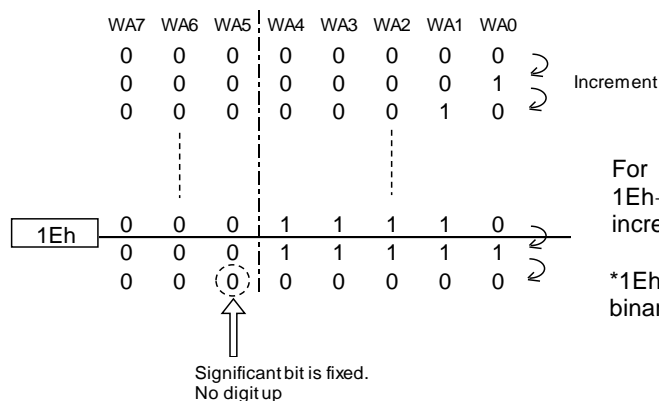 WA7 WA6 WA5 WA4 WA3 WA2 WA1 WA0
0 0 0 0 0 0 0 0
0 0 0 0 0 0 0 1
0 0 0 0 0 0 1 0
Increment
1Eh 0 0 0 1 1 1 1 0
0 0 0 1 1 1 1 1
0 0 0 0 0 0 0 0
Significant bit is fixed.
No digit up
For
1Eh-
incre
*1Eh
binar